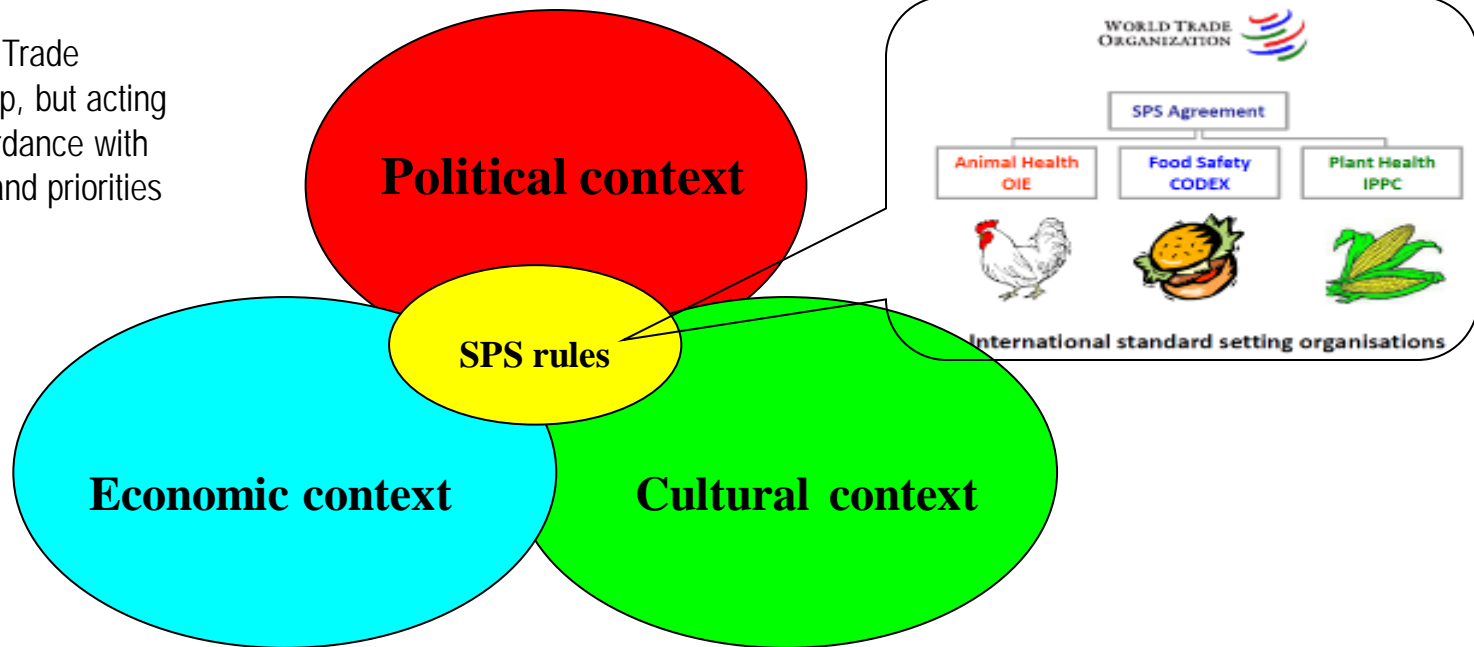 Trade
p, but acting
rdance with
and priorities
Political context
SPS rules
Economic context
Cultural context
WORLD TRADE
ORGANIZATION
SPS Agreement
Animal Health
OIE
Food Safety
CODEX
Plant Health
IPPC
International standard setting organisations